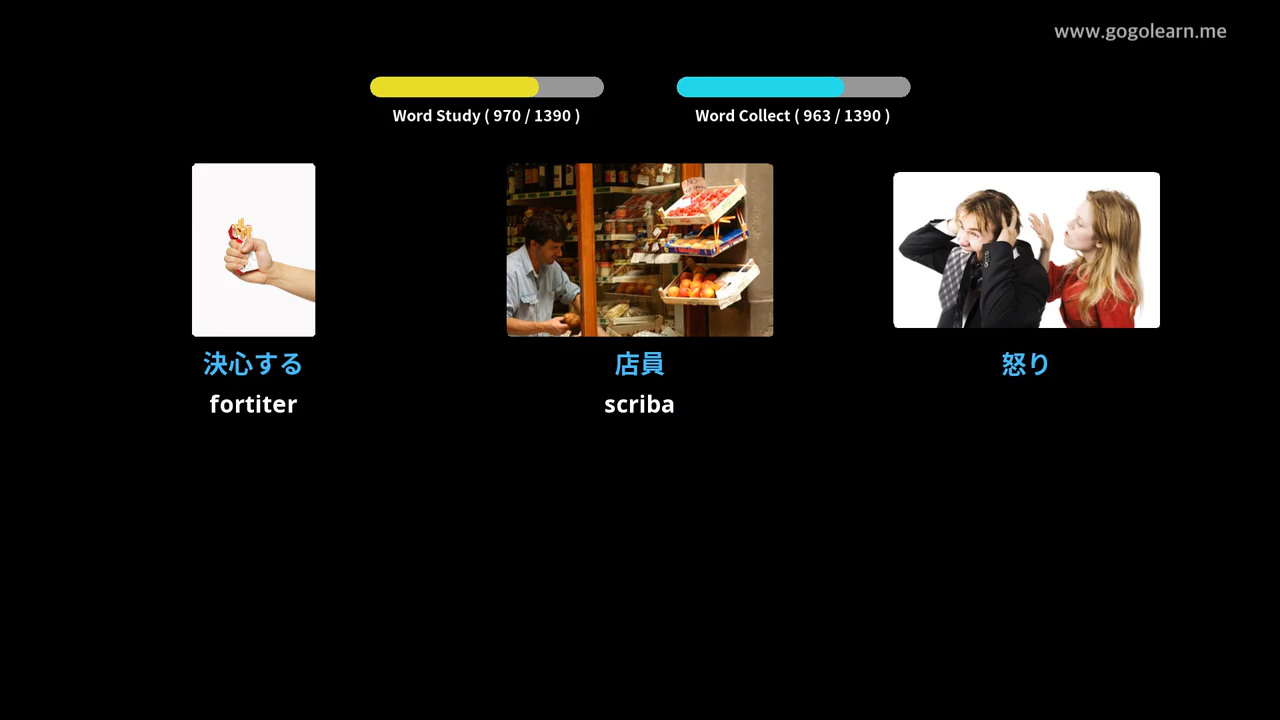 www.gogolearn.me
Word Study ( 970 / 1390 )
Word Collect ( 963 / 1390 )
決心する
店員
怒り
fortiter
scriba